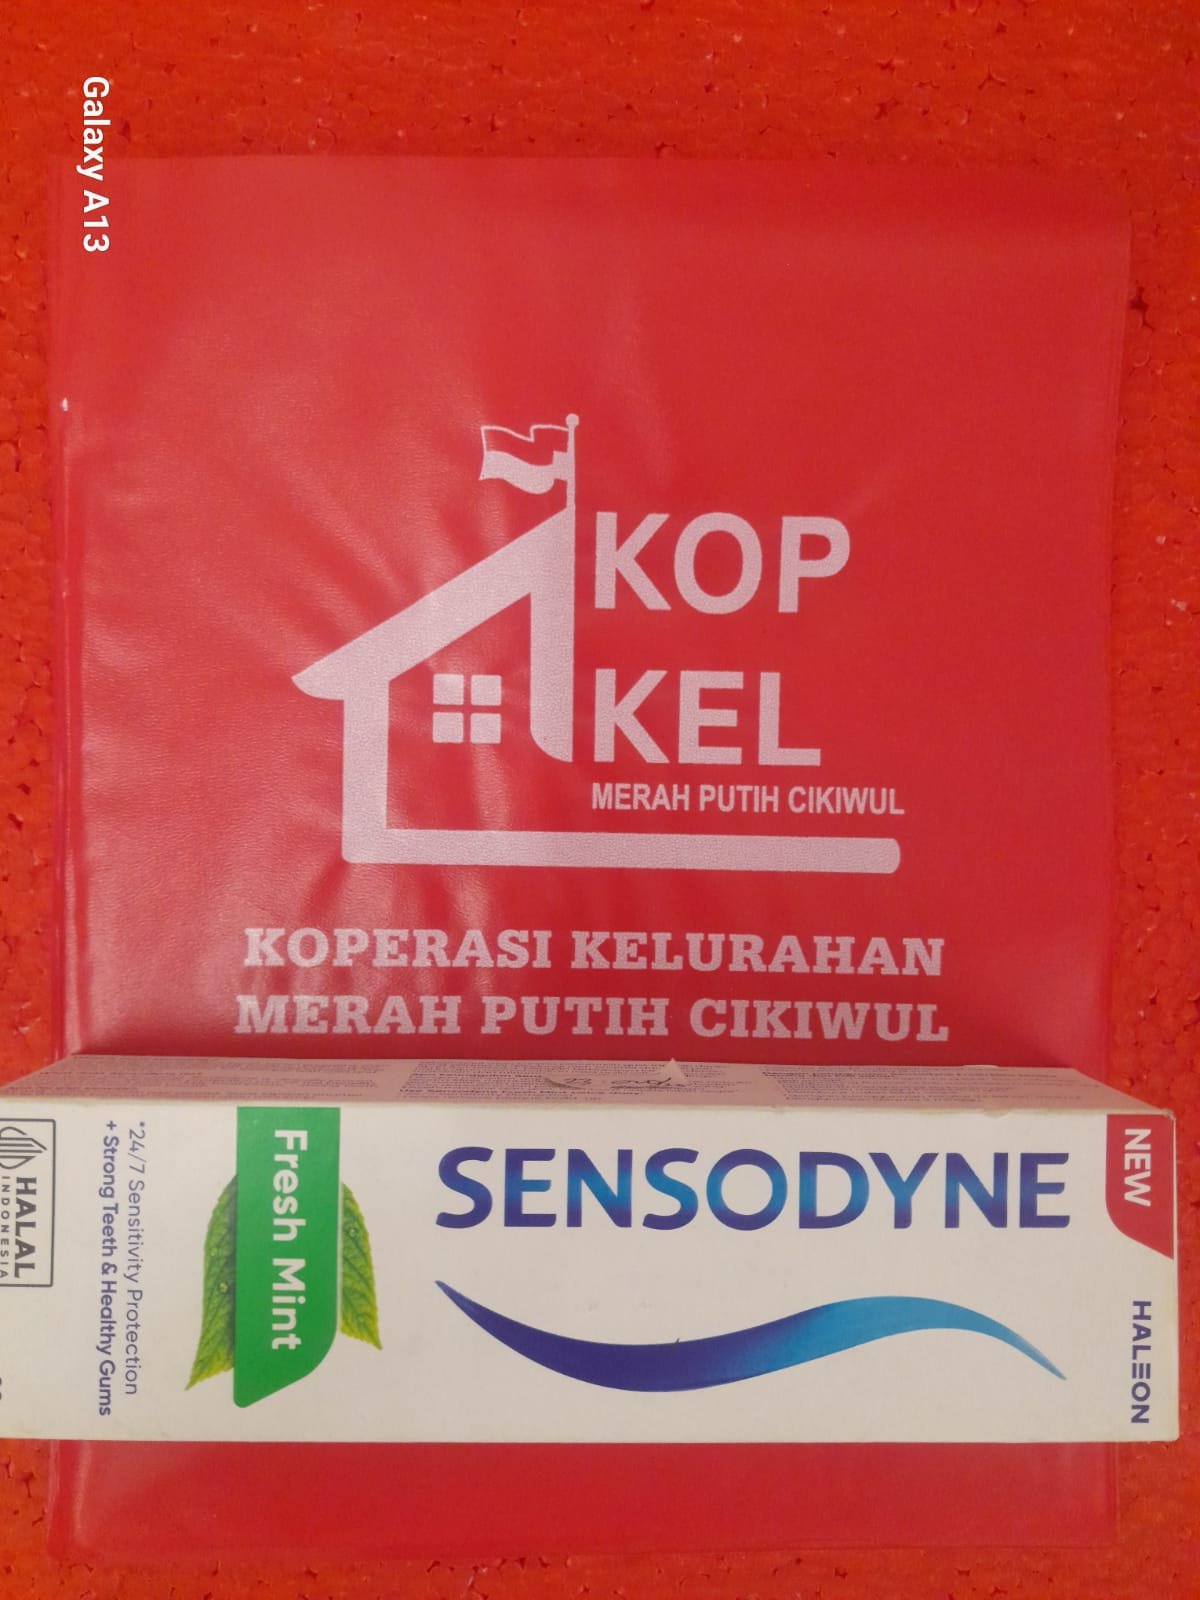 Galaxy A13
KOP
KEL
MERAH PUTIH CIKIWUL
KOPERASI KELURAHAN
MERAH PUTIH CIKIWUL
NEW
HALEON
SENSODYNE
Fresh Mint
*24/7 Sensitivity Protection
+ Strong Teeth & Healthy Gums
HALAL
INDONESIA